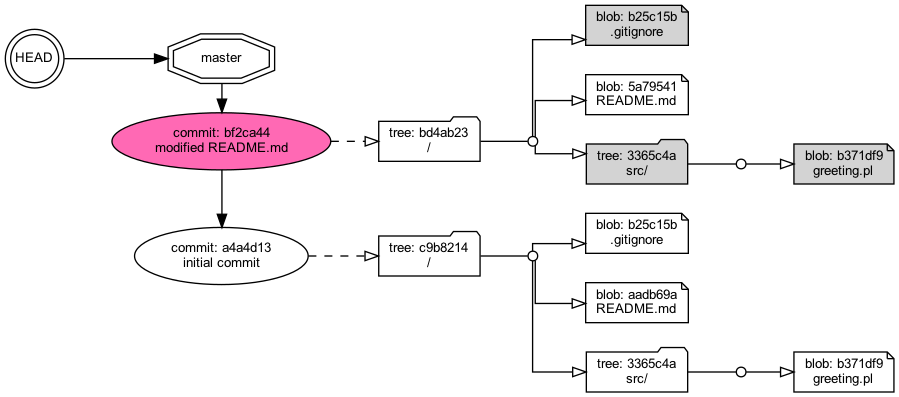 HEAD
master
commit: bf2ca44
modified README.md
tree: bd4ab23
/
blob: b25c15b
.gitignore
blob: 5a79541
README.md
tree: 3365c4a
src/
blob: b371df9
greeting.pl
commit: a4a4d13
initial commit
tree: c9b8214
/
blob: b25c15b
.gitignore
blob: aadb69a
README.md
tree: 3365c4a
src/
blob: b371df9
greeting.pl